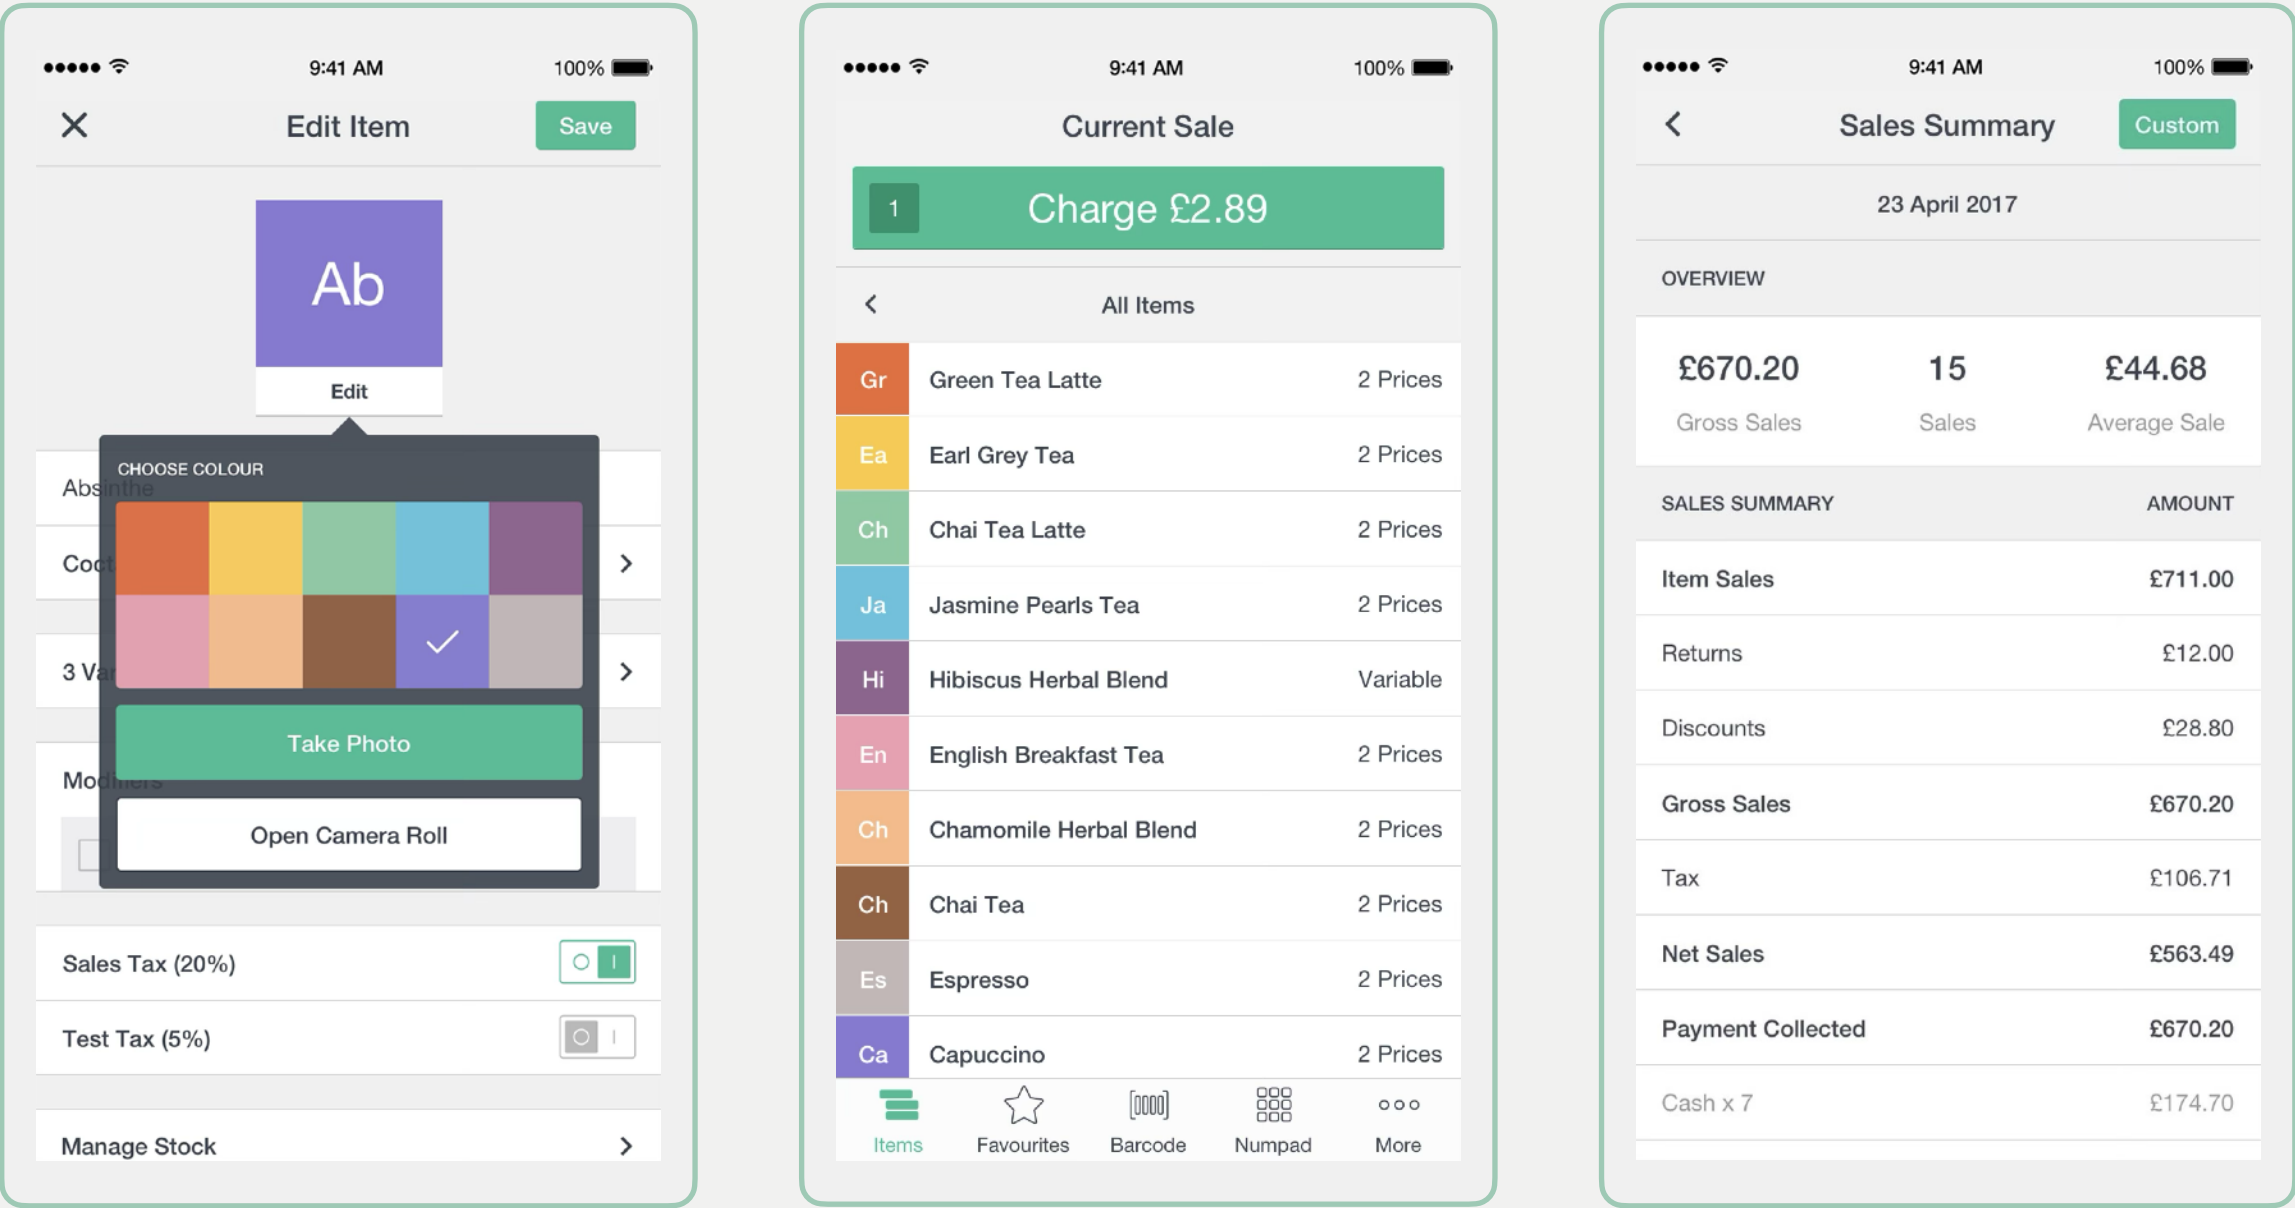 9:41 AM 100%
Edit Item Save
Ab
Edit
CHOOSE COLOUR
Absinthe
Coct
3 Var
Take Photo
Modifiers
Open Camera Roll
Sales Tax (20%)
Test Tax (5%)
Manage Stock
9:41 AM 100%
Current Sale
1 Charge £2.89
All Items
Gr Green Tea Latte 2 Prices
Ea Earl Grey Tea 2 Prices
Ch Chai Tea Latte 2 Prices
Ja Jasmine Pearls Tea 2 Prices
Hi Hibiscus Herbal Blend Variable
En English Breakfast Tea 2 Prices
Ch Chamomile Herbal Blend 2 Prices
Ch Chai Tea 2 Prices
Es Espresso 2 Prices
Ca Capuccino 2 Prices
Items Favourites Barcode Numpad More
9:41 AM 100%
Sales Summary Custom
23 April 2017
OVERVIEW
£670.20 15 £44.68
Gross Sales Sales Average Sale
SALES SUMMARY AMOUNT
Item Sales £711.00
Returns £12.00
Discounts £28.80
Gross Sales £670.20
Tax £106.71
Net Sales £563.49
Payment Collected £670.20
Cash x 7 £174.70